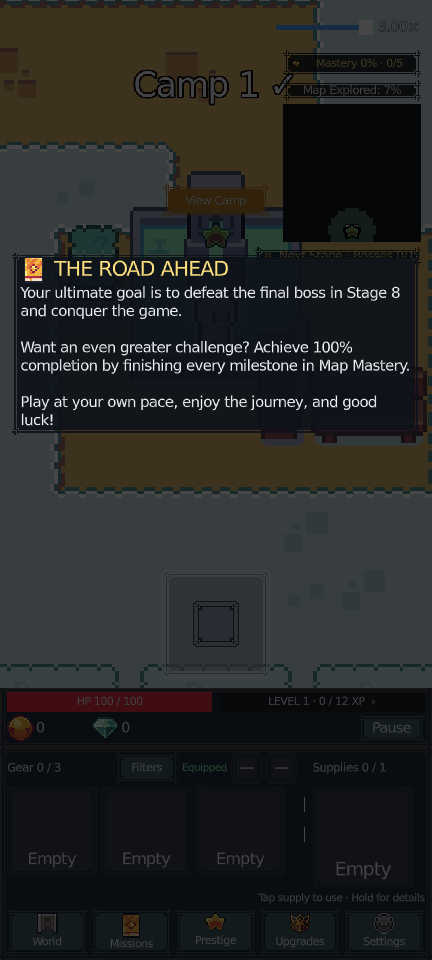 3.00×
Mastery 0% · 0/5
Camp 1 ✓
Map Explored: 7%
View Camp
Next Stage · Bosses 0/1
THE ROAD AHEAD
Your ultimate goal is to defeat the final boss in Stage 8
and conquer the game.
Want an even greater challenge? Achieve 100%
completion by finishing every milestone in Map Mastery.
Play at your own pace, enjoy the journey, and good
luck!
HP 100 / 100
LEVEL 1 · 0 / 12 XP ›
0
0
Pause
Gear 0 / 3
Filters
Equipped
—
—
Supplies 0 / 1
Empty
Empty
Empty
Empty
Tap supply to use · Hold for details
World
Missions
Prestige
Upgrades
Settings